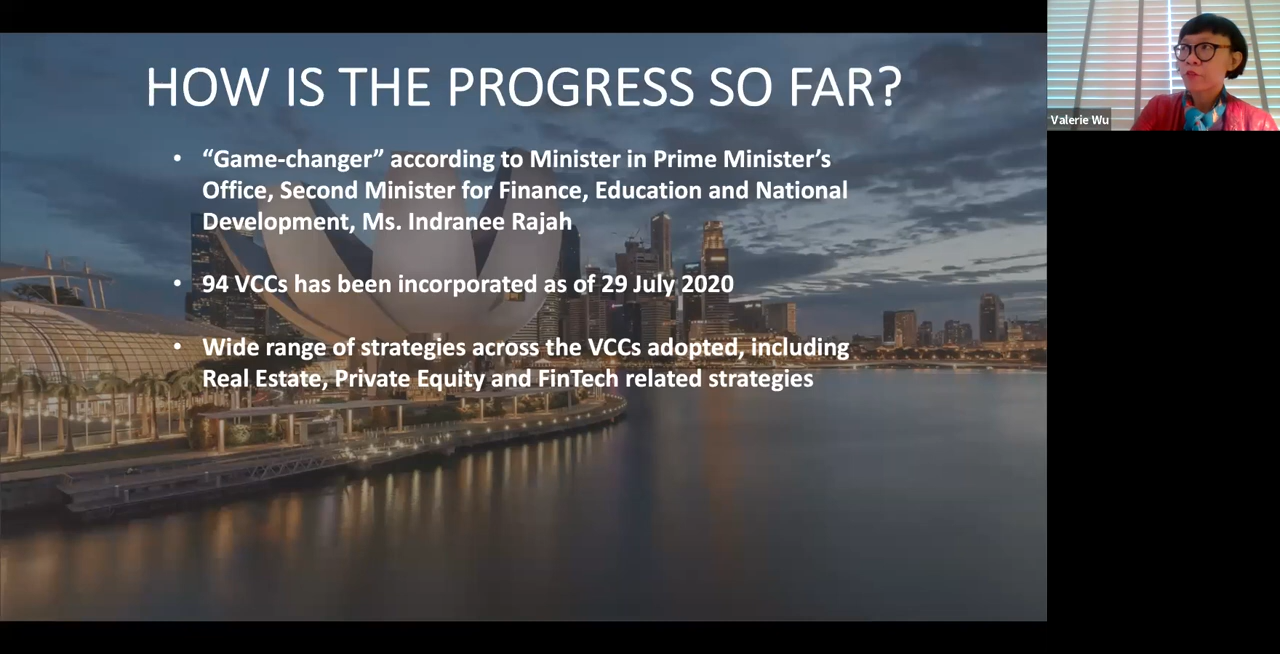 HOW IS THE PROGRESS SO FAR?
• “Game-changer” according to Minister in Prime Minister’s
Office, Second Minister for Finance, Education and National
Development, Ms. Indranee Rajah
• 94 VCCs has been incorporated as of 29 July 2020
• Wide range of strategies across the VCCs adopted, including
Real Estate, Private Equity and FinTech related strategies
Valerie Wu